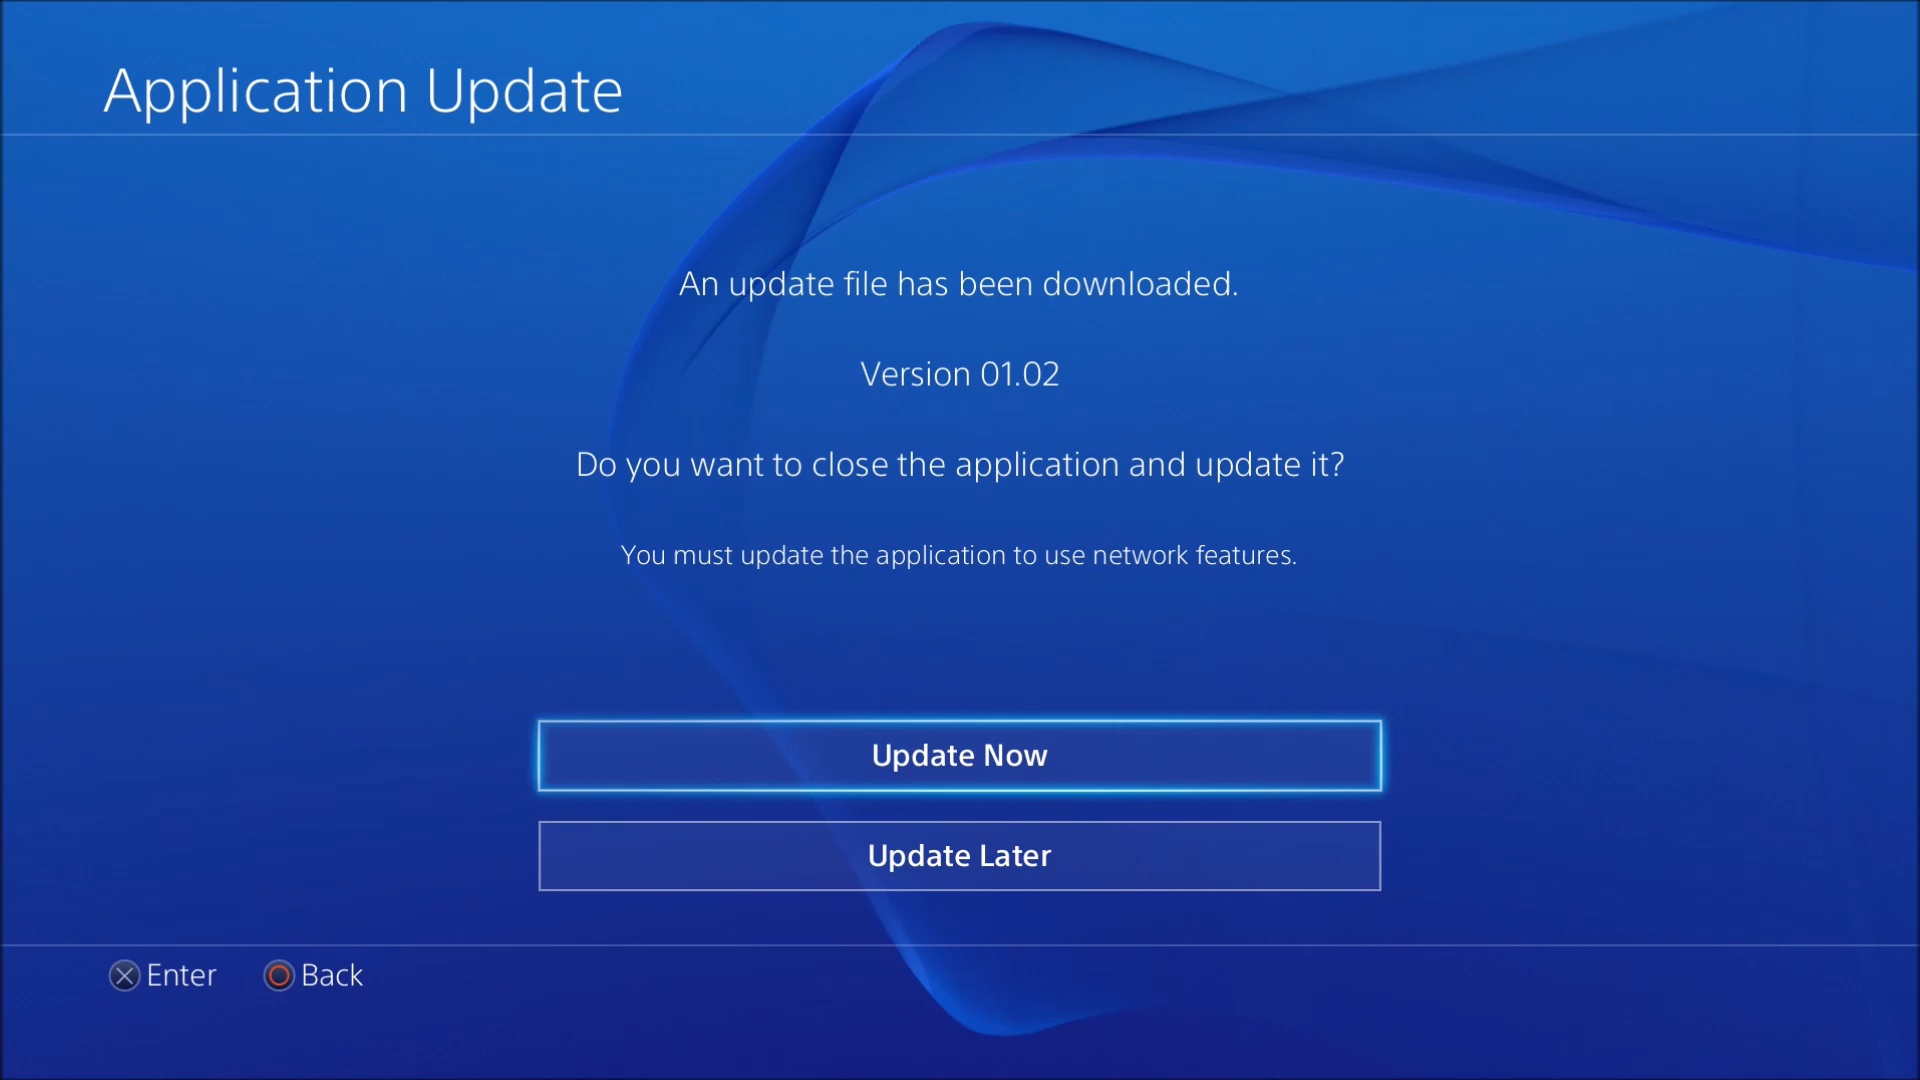 Application Update
An update file has been downloaded.
Version 01.02
Do you want to close the application and update it?
You must update the application to use network features.
Update Now
Update Later
Enter Back